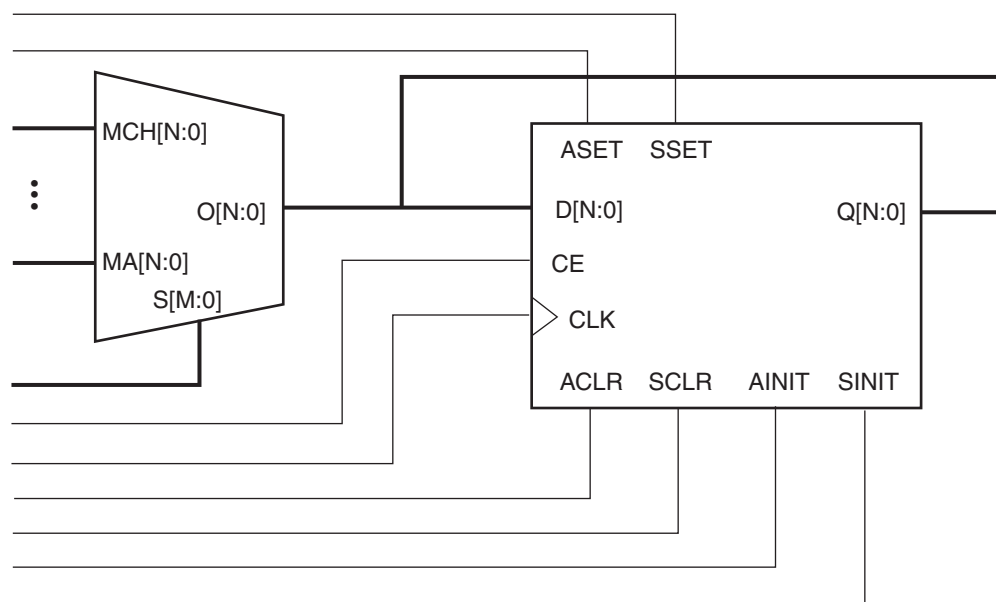 MCH[N:0]
O[N:0]
MA[N:0]
S[M:0]
ASET SSET
D[N:0] Q[N:0]
CE
CLK
ACLR SCLR AINIT SINIT